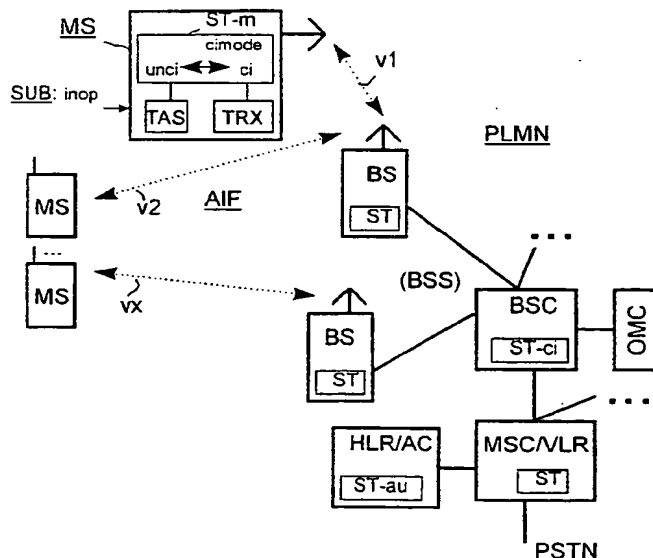 MS
ST-m
cimode
unci ci
SUB: inop
TAS TRX
v1
PLMN
BS
ST
MS
v2
AIF
...
MS
vx
(BSS)
...
BS
ST
BSC
ST-ci
OMC
...
HLR/AC
ST-au
MSC/VLR
ST
PSTN